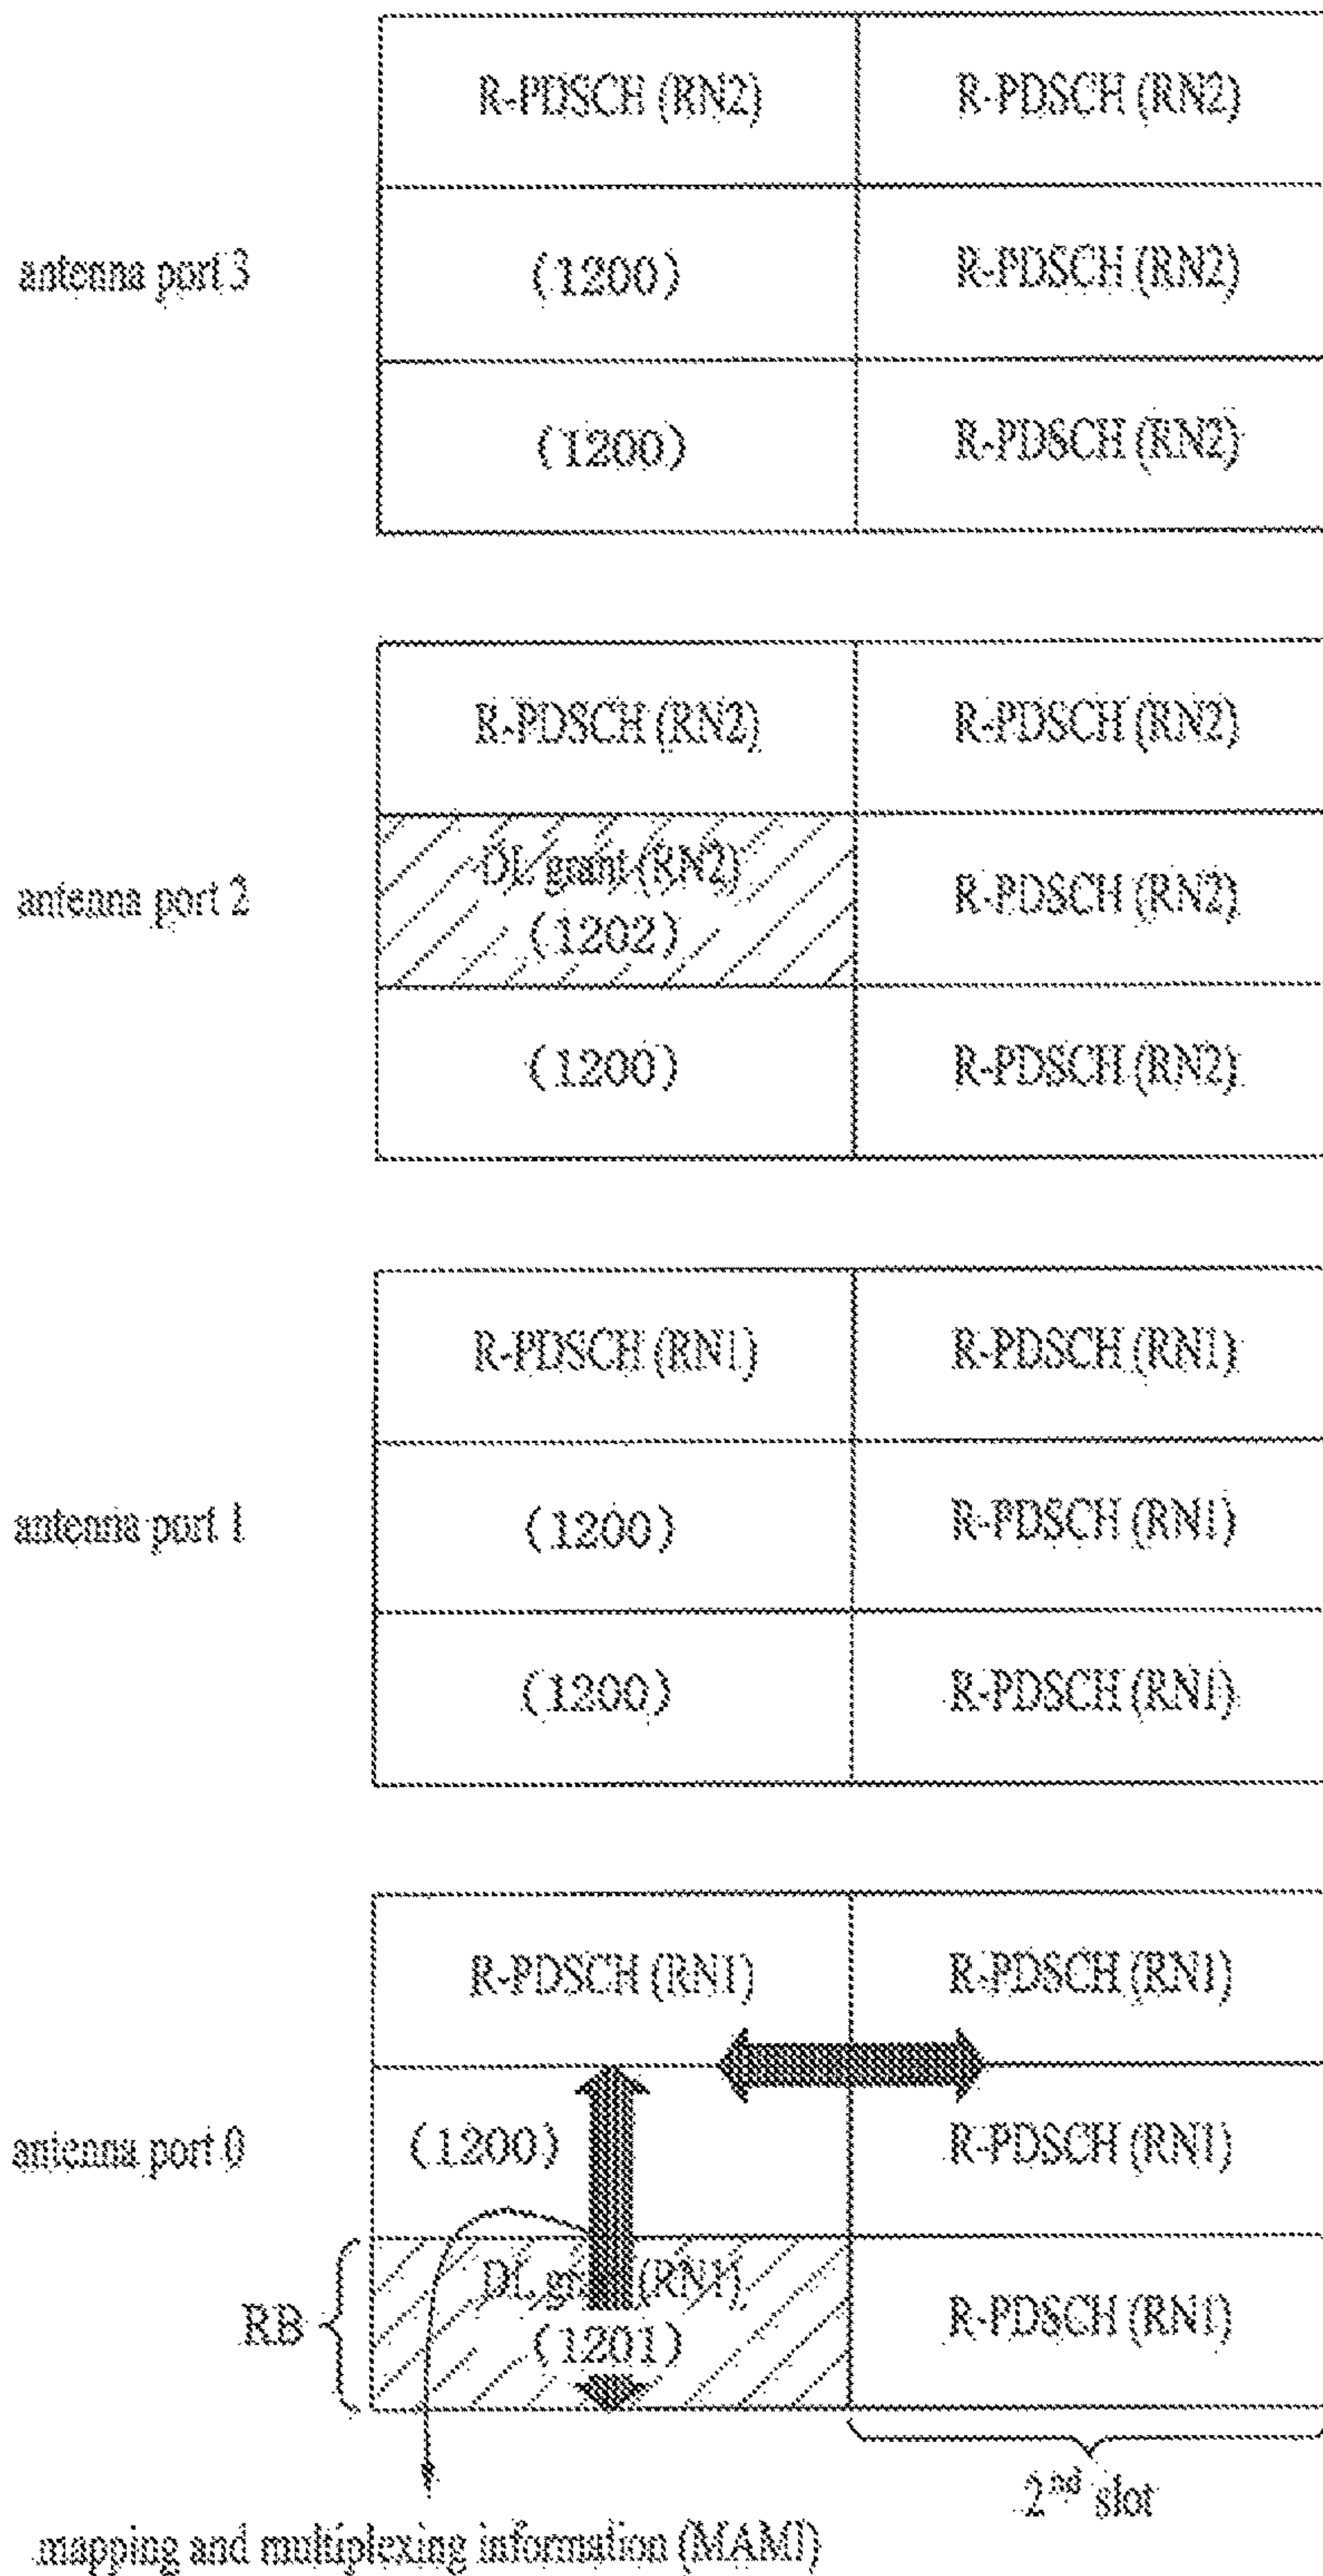 R-PDSCH (RN2) R-PDSCH (RN2)
antenna port 3 (1200) R-PDSCH (RN2)
(1200) R-PDSCH (RN2)
R-PDSCH (RN2) R-PDSCH (RN2)
antenna port 2 DL grant (RN2) R-PDSCH (RN2)
(1202)
(1200) R-PDSCH (RN2)
R-PDSCH (RN1) R-PDSCH (RN1)
antenna port 1 (1200) R-PDSCH (RN1)
(1200) R-PDSCH (RN1)
R-PDSCH (RN1) R-PDSCH (RN1)
antenna port 0 (1200) R-PDSCH (RN1)
DL grant (RN1)
RB (1201) R-PDSCH (RN1)
2nd slot
mapping and multiplexing information (MAMI)